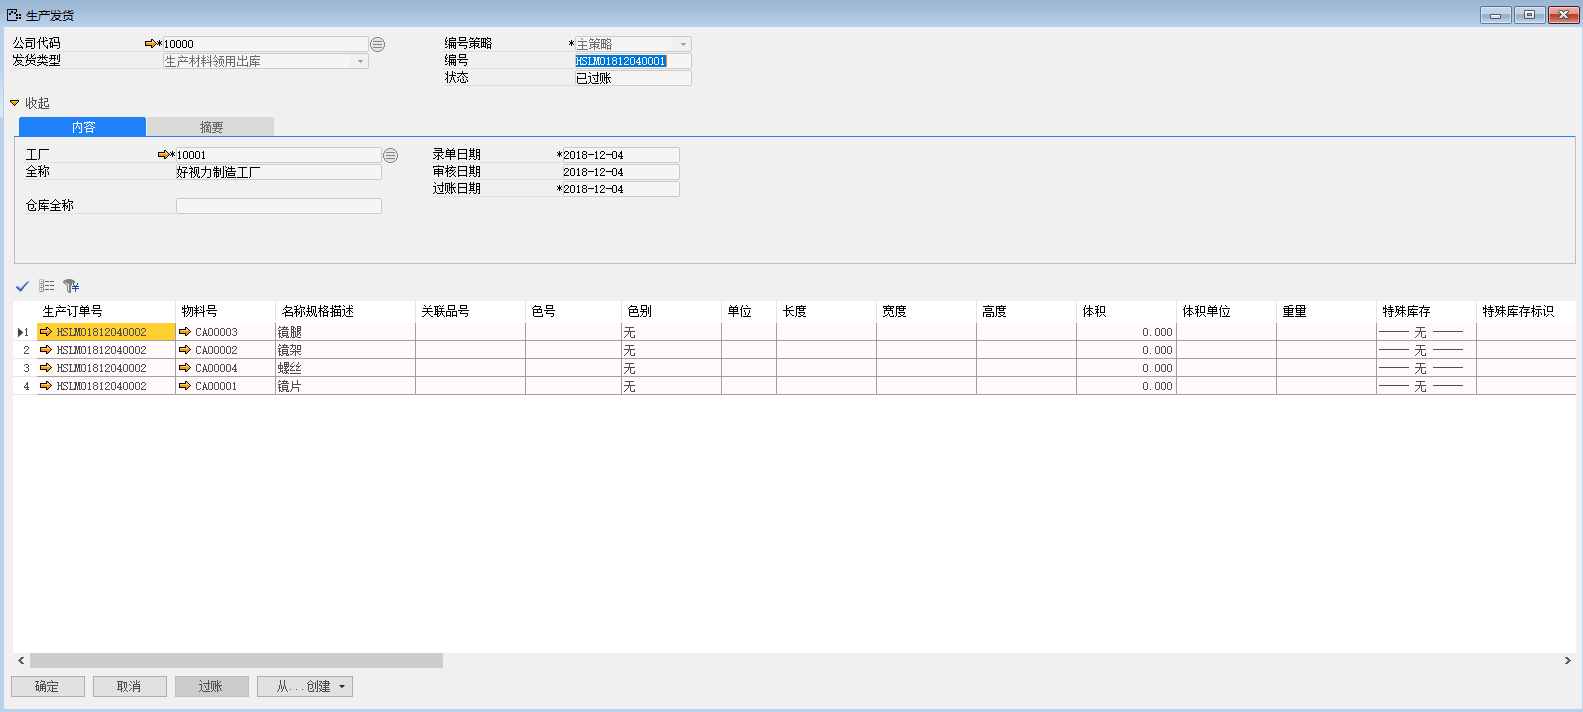 生产发货
公司代码 *10000 编号策略 *主策略
发货类型 生产材料领用出库 编号 HSLM01812040001
状态 已过账
收起
内容 摘要
工厂 *10001 录单日期 *2018-12-04
全称 好视力制造工厂 审核日期 2018-12-04
过账日期 *2018-12-04
仓库全称
生产订单号 物料号 名称规格描述 关联品号 色号 色别 单位 长度 宽度 高度 体积 体积单位 重量 特殊库存 特殊库存标识
1 HSLM01812040002 CA00003 镜腿 无 0.000 —— 无 ——
2 HSLM01812040002 CA00002 镜架 无 0.000 —— 无 ——
3 HSLM01812040002 CA00004 螺丝 无 0.000 —— 无 ——
4 HSLM01812040002 CA00001 镜片 无 0.000 —— 无 ——
确定 取消 过账 从...创建